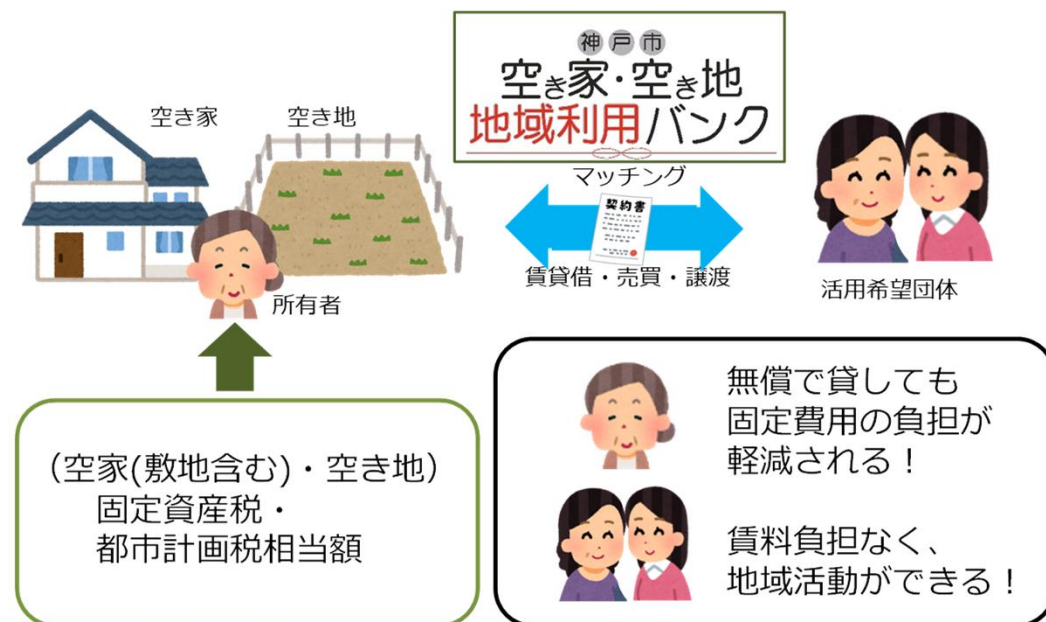 神戸市
空き家・空き地
地域利用バンク
空き家
空き地
マッチング
契約書
賃貸借・売買・譲渡
所有者
活用希望団体
（空家(敷地含む)・空き地）
固定資産税・
都市計画税相当額
無償で貸しても
固定費用の負担が
軽減される！
賃料負担なく、
地域活動ができる！